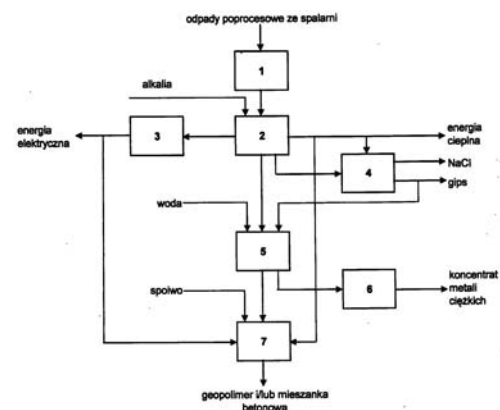 odpady poprocesowe ze spalarni
1
alkalia
energia
elektryczna
3
2
energia
cieplna
4
NaCl
gips
woda
5
6
koncentrat
metali
ciężkich
spoiwo
7
geopolimer i/lub mieszanka
betonowa